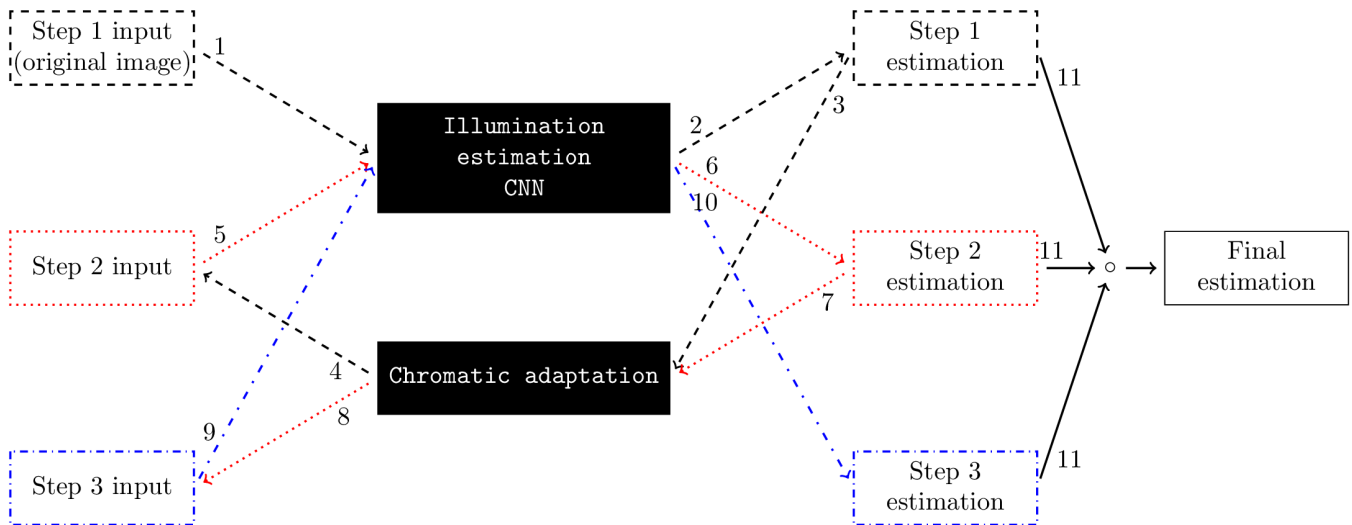 Step 1 input
(original image)
1
Illumination
estimation
CNN
2
3
Step 1
estimation
11
6
10
5
Step 2 input
Step 2
estimation
11
∘
Final
estimation
7
4
Chromatic adaptation
8
9
Step 3 input
Step 3
estimation
11